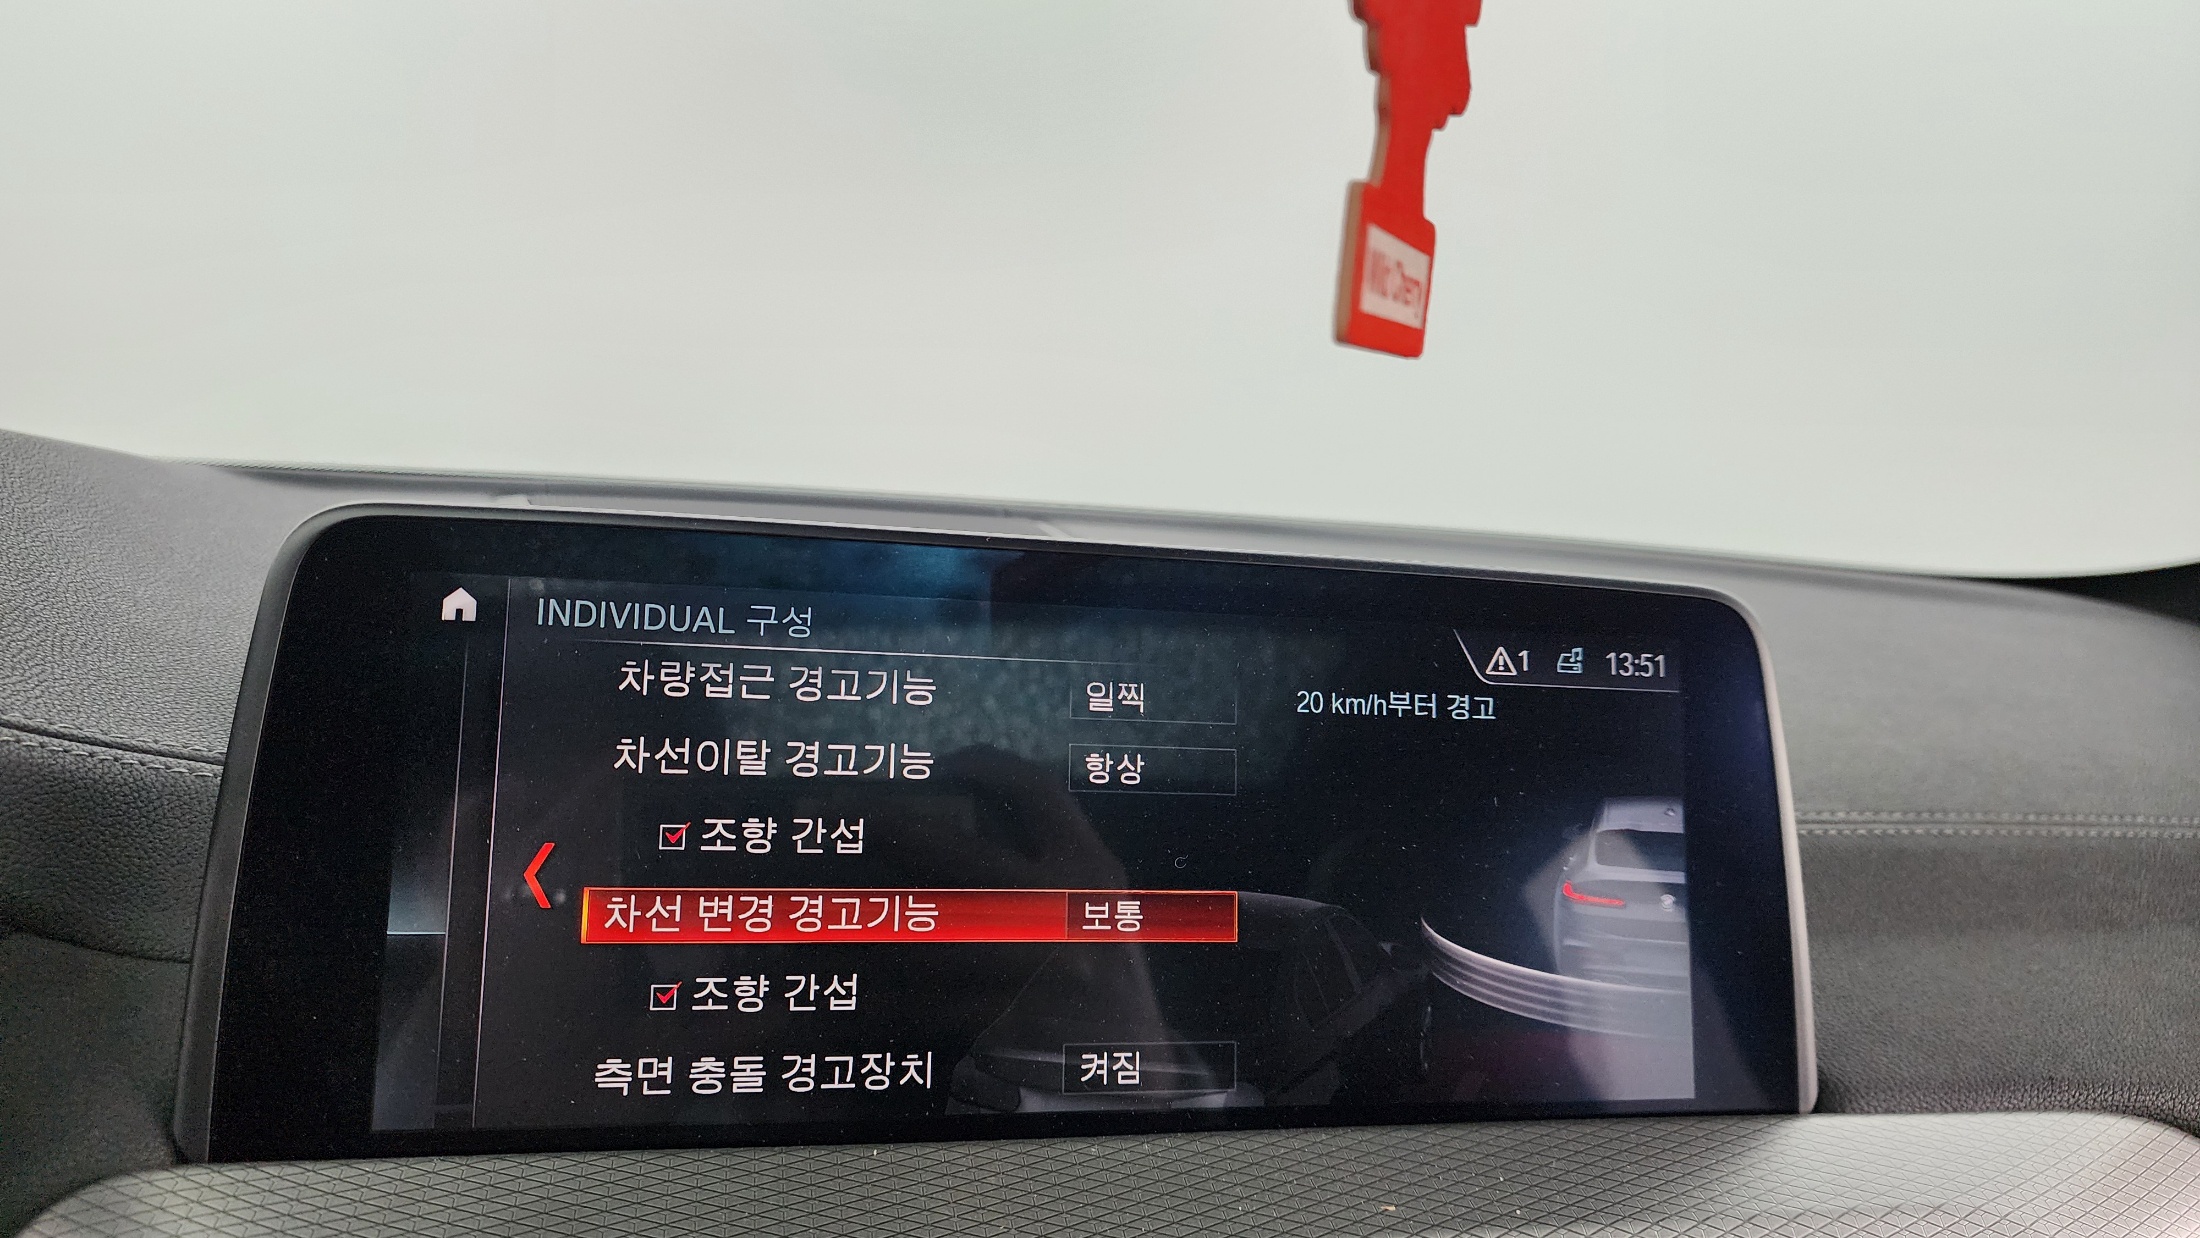 INDIVIDUAL 구성
1 13:51
차량접근 경고기능 일찍
20 km/h부터 경고
차선이탈 경고기능 항상
조향 간섭
차선 변경 경고기능 보통
조향 간섭
측면 충돌 경고장치 켜짐